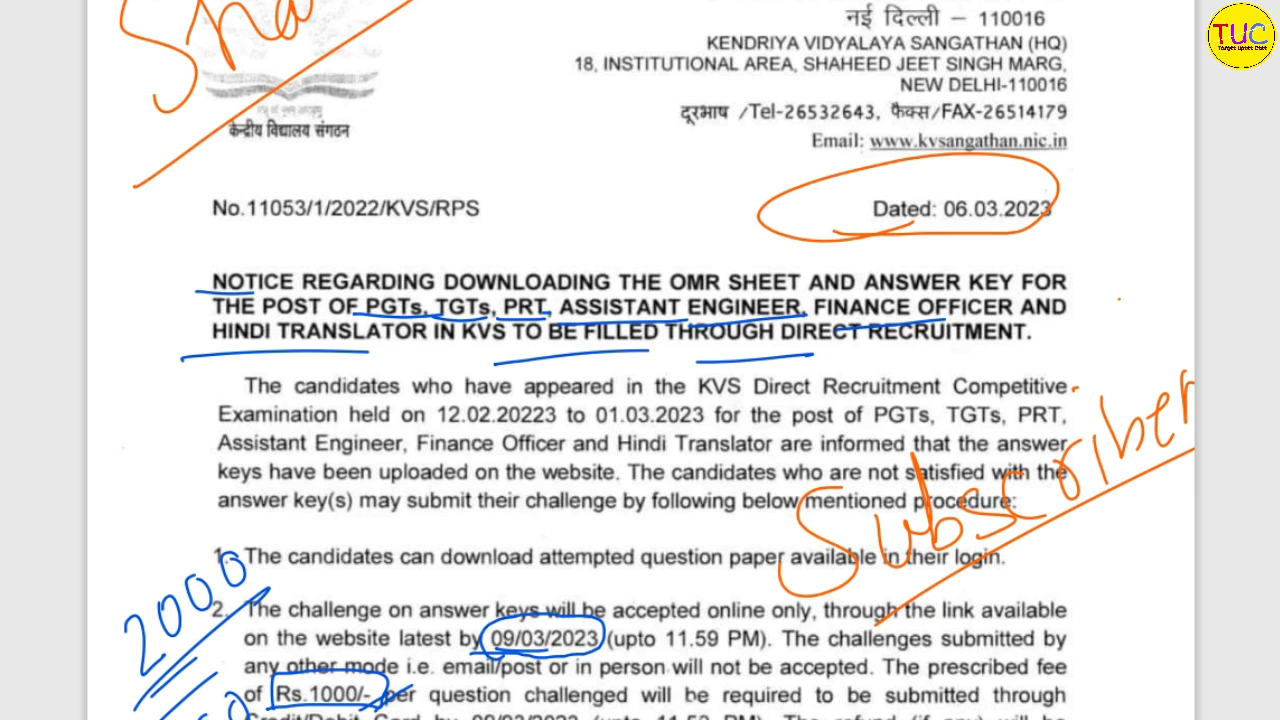 Sha
TUC
Target Upsc Cbdt
नई दिल्ली – 110016
KENDRIYA VIDYALAYA SANGATHAN (HQ)
18, INSTITUTIONAL AREA, SHAHEED JEET SINGH MARG,
NEW DELHI-110016
दूरभाष /Tel-26532643, फैक्स/FAX-26514179
Email: www.kvsangathan.nic.in
केन्द्रीय विद्यालय संगठन
No.11053/1/2022/KVS/RPS
Dated: 06.03.2023
NOTICE REGARDING DOWNLOADING THE OMR SHEET AND ANSWER KEY FOR
THE POST OF PGTs, TGTs, PRT, ASSISTANT ENGINEER, FINANCE OFFICER AND
HINDI TRANSLATOR IN KVS TO BE FILLED THROUGH DIRECT RECRUITMENT.
The candidates who have appeared in the KVS Direct Recruitment Competitive
Examination held on 12.02.20223 to 01.03.2023 for the post of PGTs, TGTs, PRT,
Assistant Engineer, Finance Officer and Hindi Translator are informed that the answer
keys have been uploaded on the website. The candidates who are not satisfied with the
answer key(s) may submit their challenge by following below mentioned procedure:
Subscriber
1. The candidates can download attempted question paper available in their login.
2000
2. The challenge on answer keys will be accepted online only, through the link available
on the website latest by 09/03/2023 (upto 11.59 PM). The challenges submitted by
any other mode i.e. email/post or in person will not be accepted. The prescribed fee
of Rs.1000/- per question challenged will be required to be submitted through